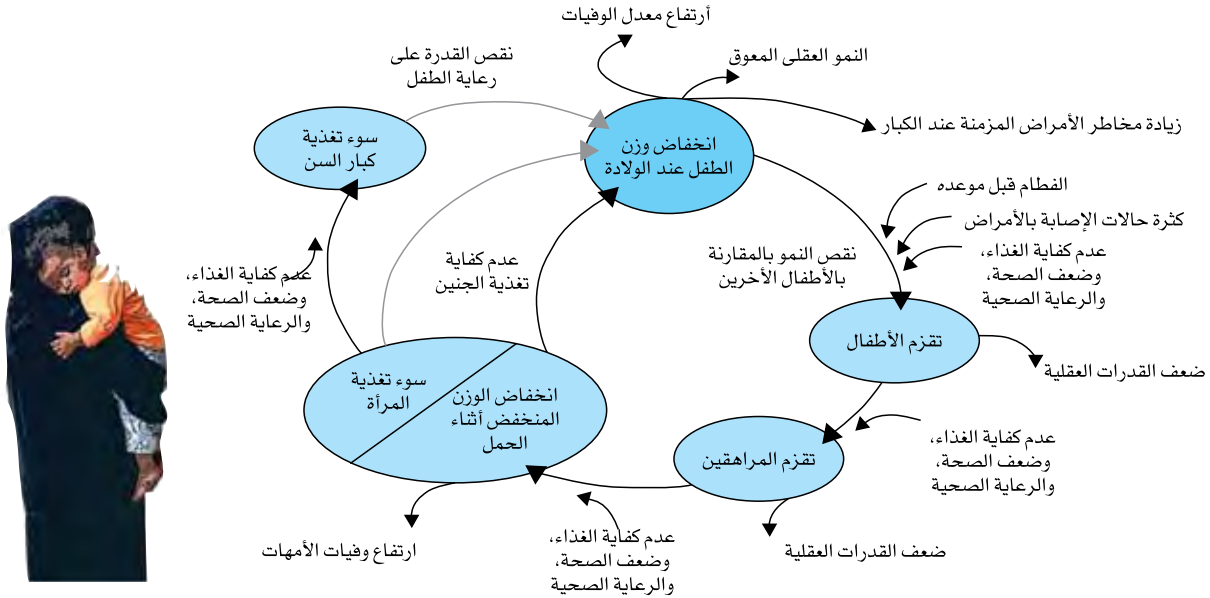 أرتفاع معدل الوفيات
النمو العقلى المعوق
زيادة مخاطر الأمراض المزمنة عند الكبار
نقص القدرة على
رعاية الطفل
انخفاض وزن
الطفل عند الولادة
سوء تغذية
كبار السن
الفطام قبل موعده
كثرة حالات الإصابة بالأمراض
عدم كفاية الغذاء،
وضعف الصحة،
والرعاية الصحية
نقص النمو بالمقارنة
بالأطفال الأخرين
عدم كفاية
تغذية الجنين
عدم كفاية الغذاء،
وضعف الصحة،
والرعاية الصحية
تقزم الأطفال
ضعف القدرات العقلية
سوء تغذية
المرأة
انخفاض الوزن
المنخفض أثناء
الحمل
تقزم المراهقين
عدم كفاية الغذاء،
وضعف الصحة،
والرعاية الصحية
ضعف القدرات العقلية
عدم كفاية الغذاء،
وضعف الصحة،
والرعاية الصحية
ارتفاع وفيات الأمهات